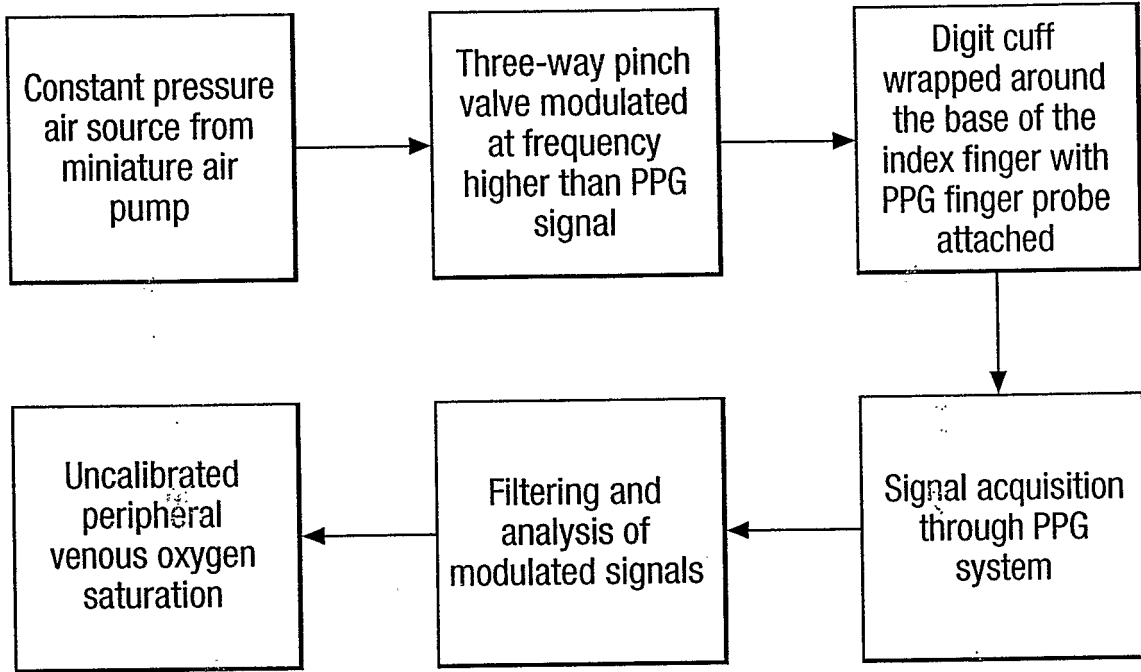 Constant pressure
air source from
miniature air
pump
Three-way pinch
valve modulated
at frequency
higher than PPG
signal
Digit cuff
wrapped around
the base of the
index finger with
PPG finger probe
attached
Signal acquisition
through PPG
system
Filtering and
analysis of
modulated signals
Uncalibrated
peripheral
venous oxygen
saturation